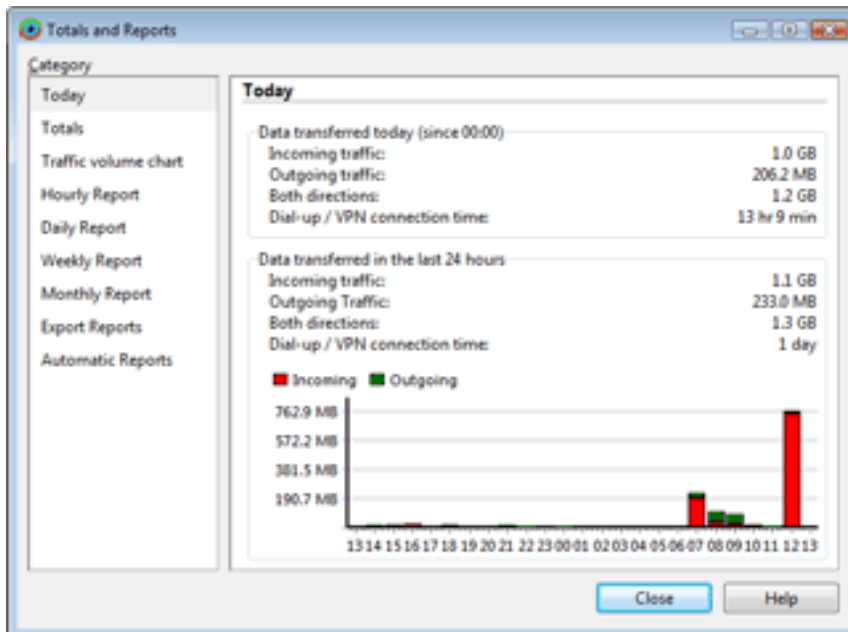 Totals and Reports
Category
Today
Totals
Traffic volume chart
Hourly Report
Daily Report
Weekly Report
Monthly Report
Export Reports
Automatic Reports
Today
Data transferred today (since 00:00)
Incoming traffic: 1.0 GB
Outgoing traffic: 206.2 MB
Both directions: 1.2 GB
Dial-up / VPN connection time: 13 hr 9 min
Data transferred in the last 24 hours
Incoming traffic: 1.1 GB
Outgoing Traffic: 233.0 MB
Both directions: 1.3 GB
Dial-up / VPN connection time: 1 day
Incoming Outgoing
762.9 MB
572.2 MB
381.5 MB
190.7 MB
13 14 15 16 17 18 19 20 21 22 23 00 01 02 03 04 05 06 07 08 09 10 11 12 13
Close Help